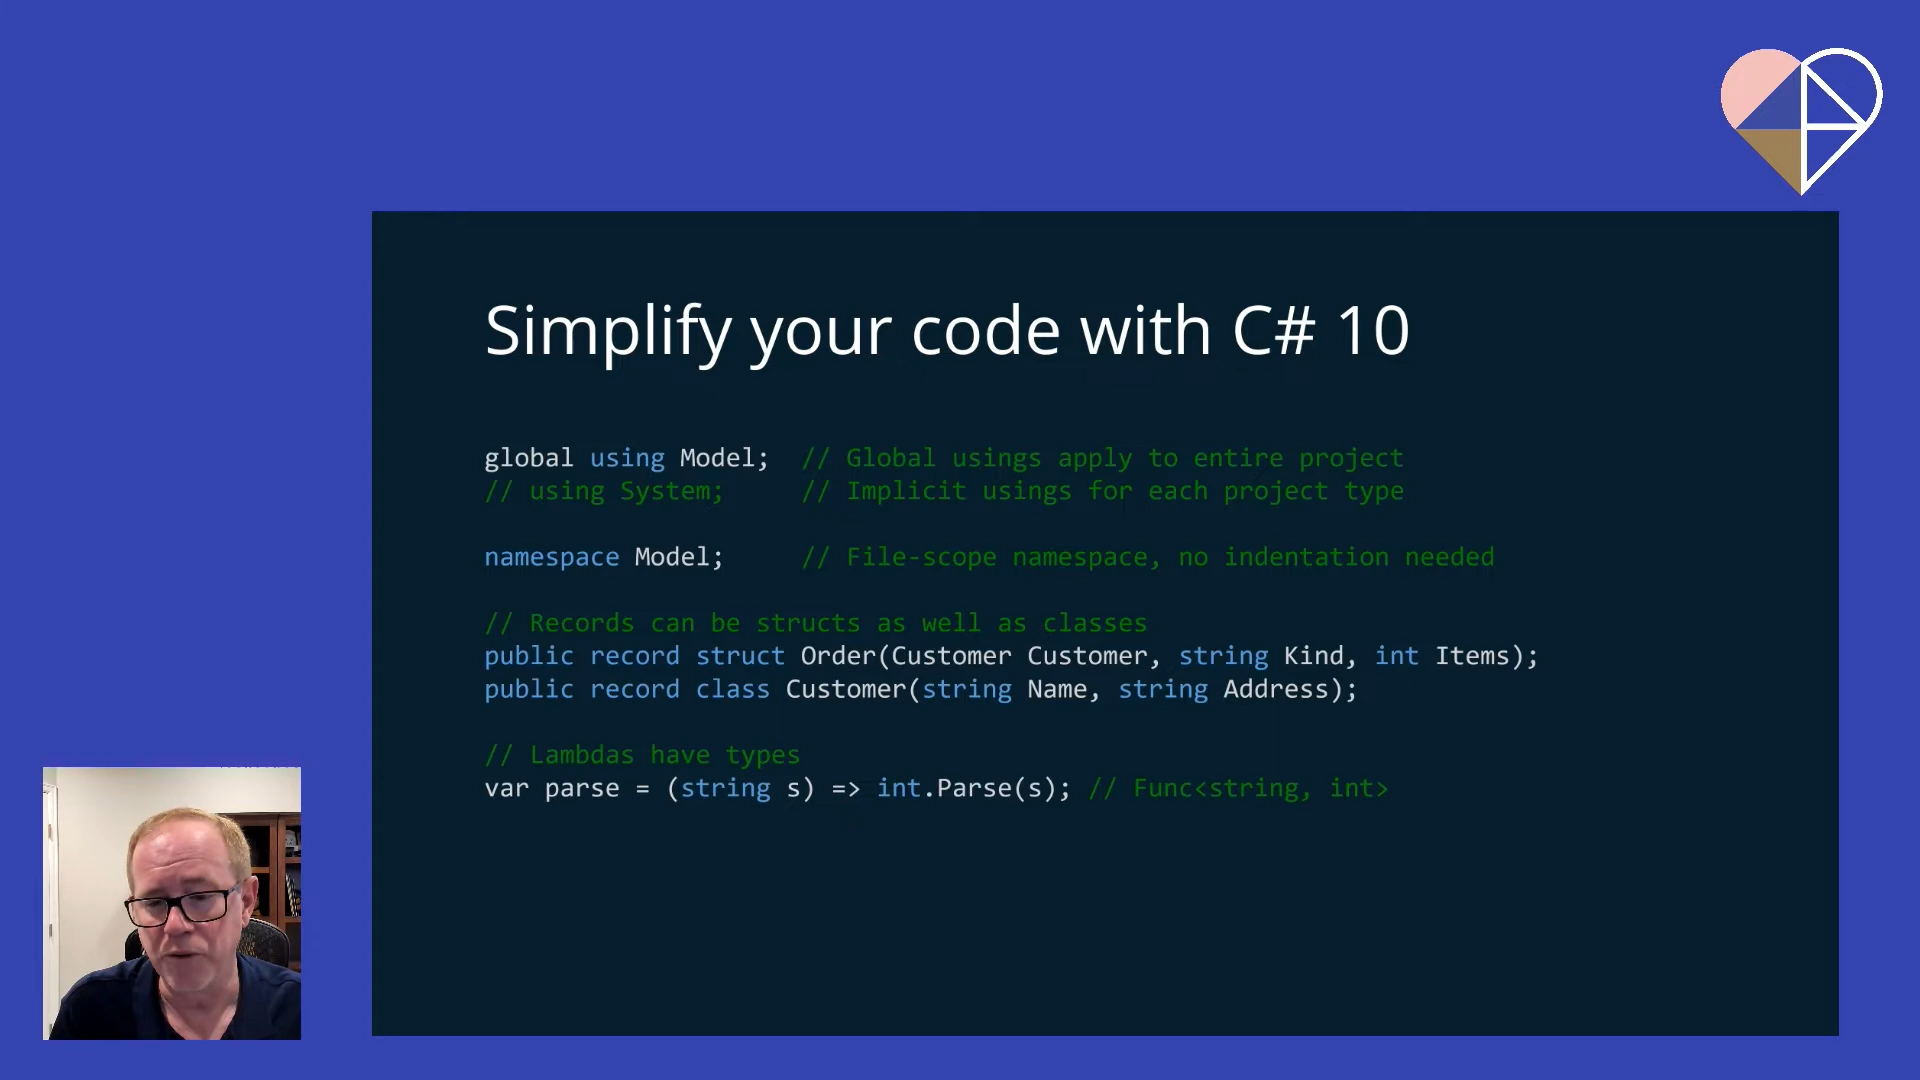 Simplify your code with C# 10
global using Model; // Global usings apply to entire project
// using System; // Implicit usings for each project type
namespace Model; // File-scope namespace, no indentation needed
// Records can be structs as well as classes
public record struct Order(Customer Customer, string Kind, int Items);
public record class Customer(string Name, string Address);
// Lambdas have types
var parse = (string s) => int.Parse(s); // Func<string, int>